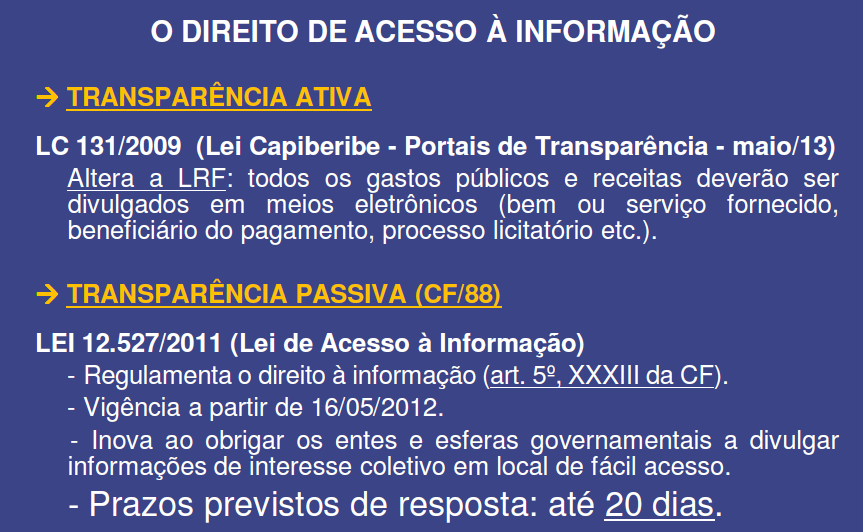 O DIREITO DE ACESSO À INFORMAÇÃO
→ TRANSPARÊNCIA ATIVA
LC 131/2009 (Lei Capiberibe - Portais de Transparência - maio/13)
Altera a LRF: todos os gastos públicos e receitas deverão ser
divulgados em meios eletrônicos (bem ou serviço fornecido,
beneficiário do pagamento, processo licitatório etc.).
→ TRANSPARÊNCIA PASSIVA (CF/88)
LEI 12.527/2011 (Lei de Acesso à Informação)
- Regulamenta o direito à informação (art. 5º, XXXIII da CF).
- Vigência a partir de 16/05/2012.
- Inova ao obrigar os entes e esferas governamentais a divulgar
informações de interesse coletivo em local de fácil acesso.
- Prazos previstos de resposta: até 20 dias.